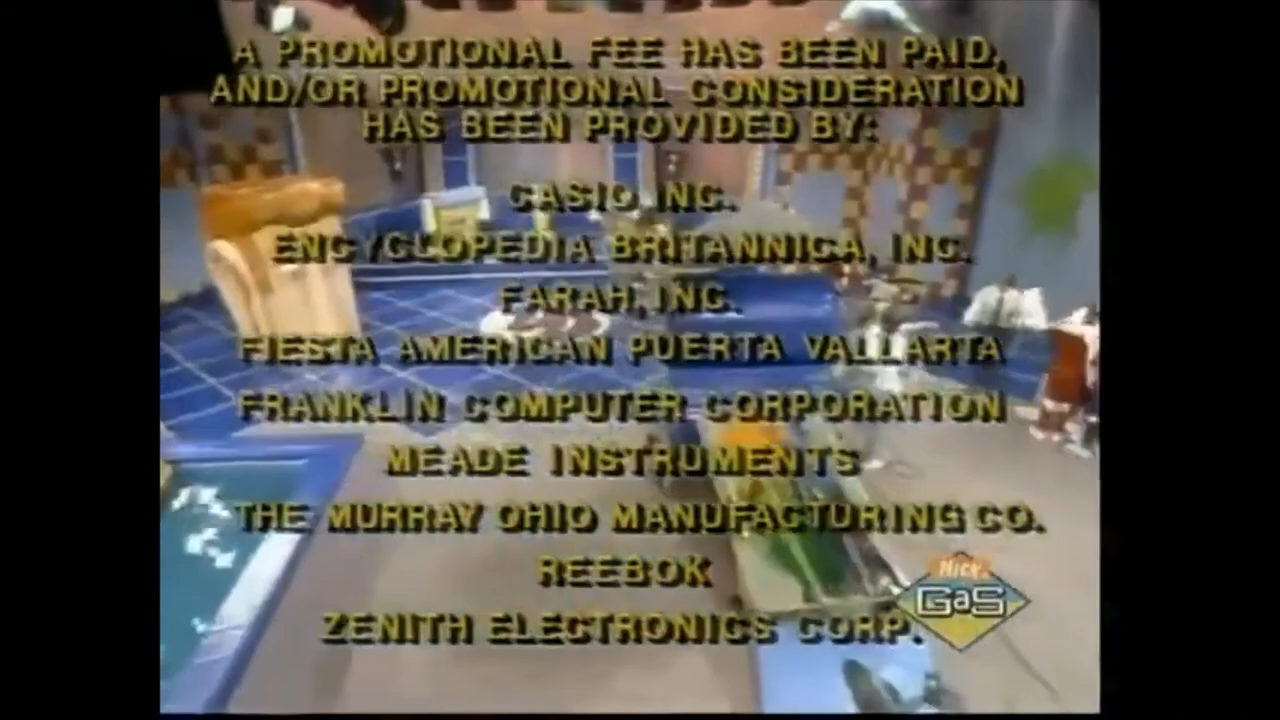 A PROMOTIONAL FEE HAS BEEN PAID,
AND/OR PROMOTIONAL CONSIDERATION
HAS BEEN PROVIDED BY:
CASIO INC.
ENCYCLOPEDIA BRITANNICA, INC.
FARAH, INC.
FIESTA AMERICAN PUERTA VALLARTA
FRANKLIN COMPUTER CORPORATION
MEADE INSTRUMENTS
THE MURRAY OHIO MANUFACTURING CO.
REEBOK
ZENITH ELECTRONICS CORP.
Nick
GaS